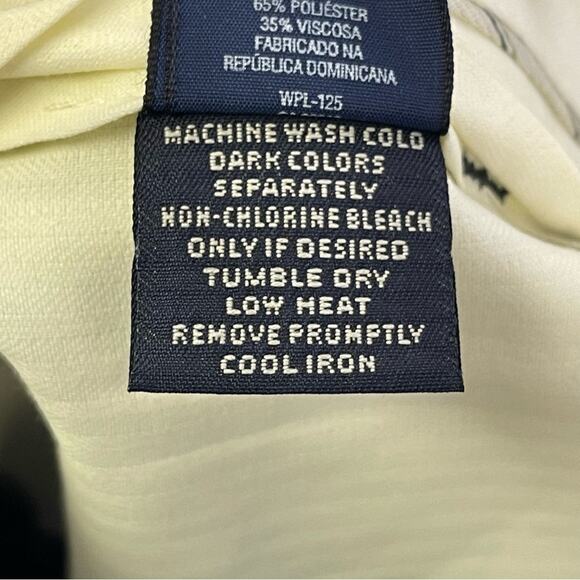 65% POLIÉSTER
35% VISCOSA
FABRICADO NA
REPÚBLICA DOMINICANA
WPL-125
MACHINE WASH COLD
DARK COLORS
SEPARATELY
NON-CHLORINE BLEACH
ONLY IF DESIRED
TUMBLE DRY
LOW HEAT
REMOVE PROMPTLY
COOL IRON